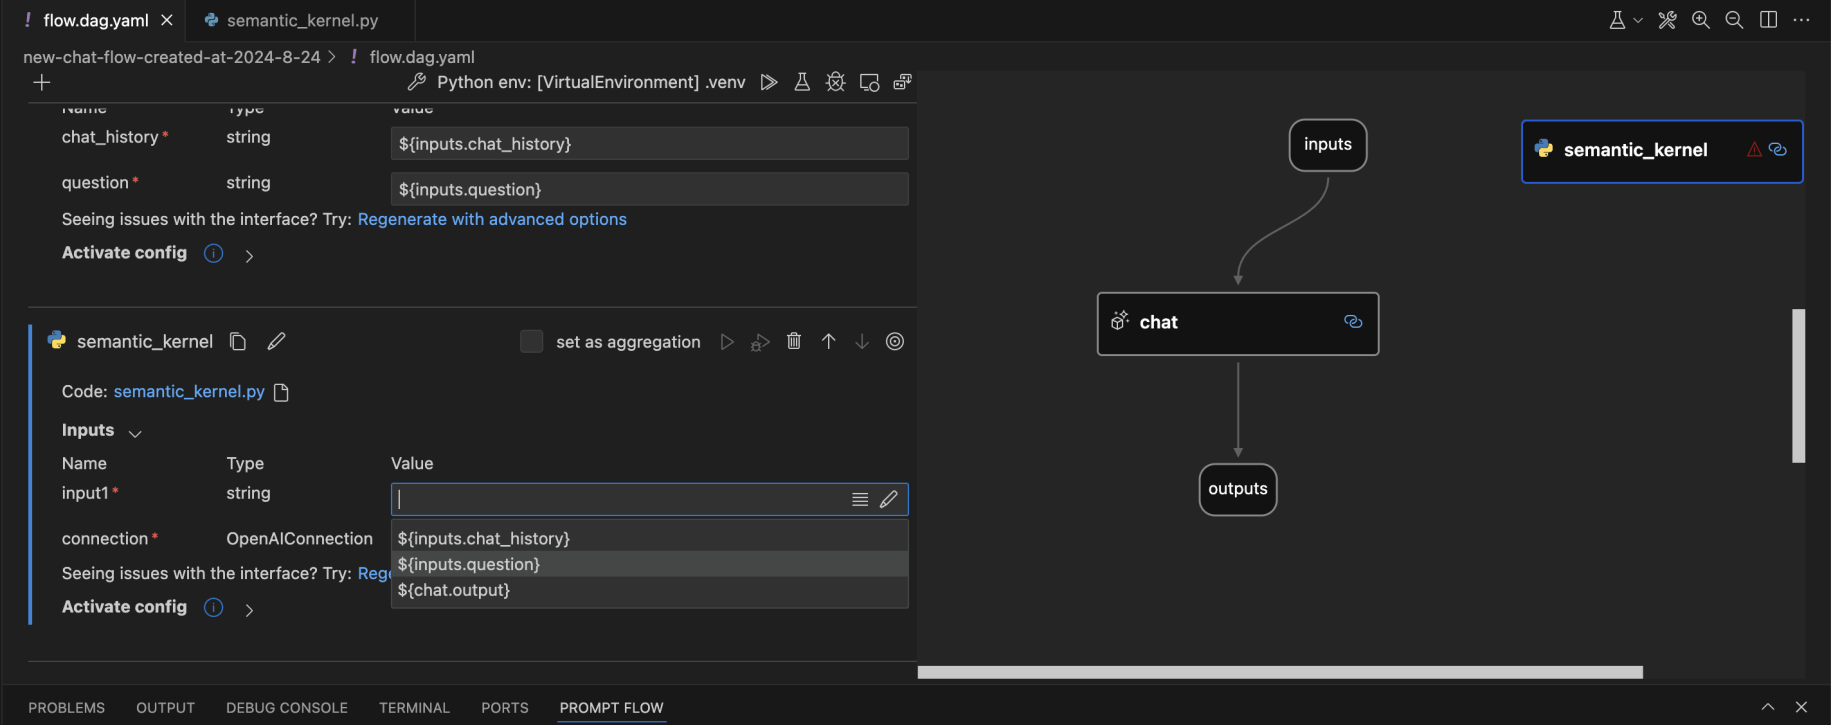 flow.dag.yaml
semantic_kernel.py
new-chat-flow-created-at-2024-8-24 > ! flow.dag.yaml
Python env: [VirtualEnvironment] .venv
Name Type Value
chat_history* string ${inputs.chat_history}
question* string ${inputs.question}
Seeing issues with the interface? Try: Regenerate with advanced options
Activate config
semantic_kernel
set as aggregation
Code: semantic_kernel.py
Inputs
Name Type Value
input1* string
connection* OpenAIConnection
${inputs.chat_history}
${inputs.question}
${chat.output}
Seeing issues with the interface? Try: Rege
Activate config
inputs
semantic_kernel
chat
outputs
PROBLEMS OUTPUT DEBUG CONSOLE TERMINAL PORTS PROMPT FLOW